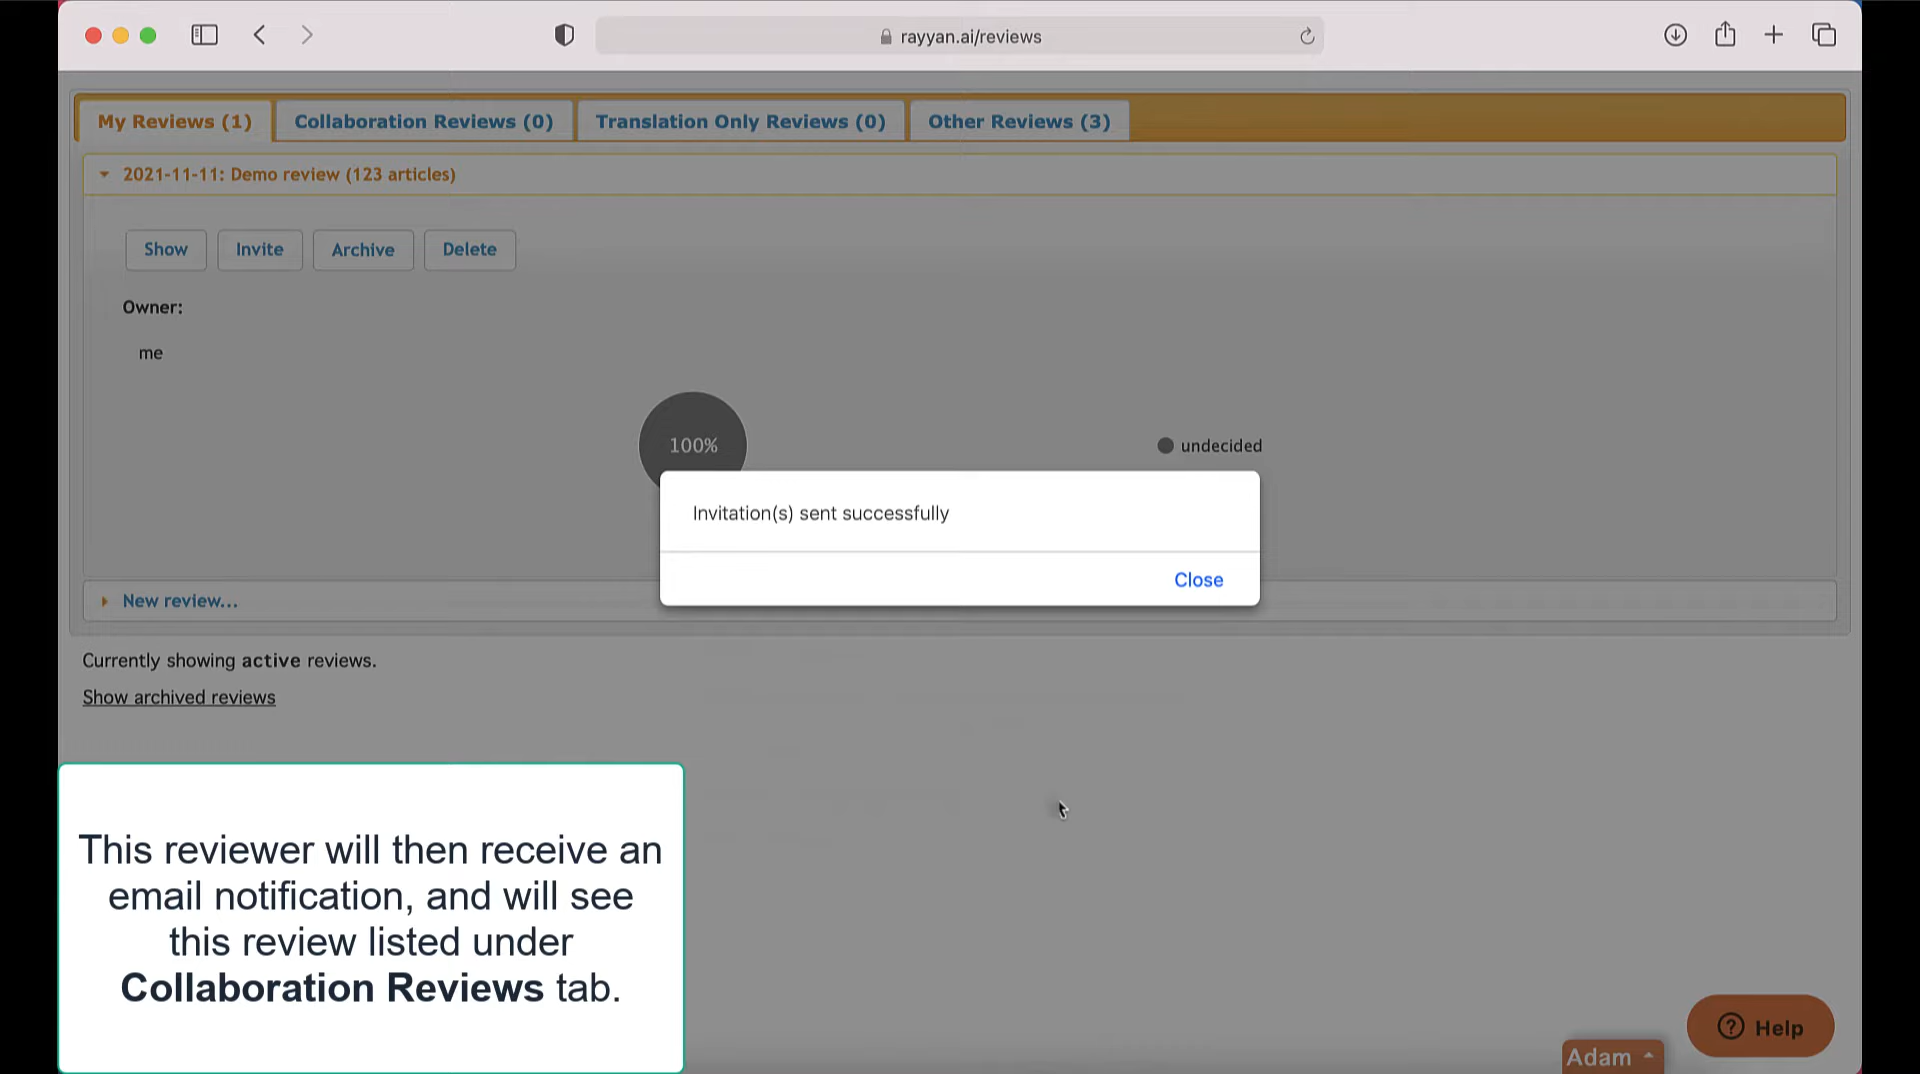 rayyan.ai/reviews
My Reviews (1) Collaboration Reviews (0) Translation Only Reviews (0) Other Reviews (3)
2021-11-11: Demo review (123 articles)
Show Invite Archive Delete
Owner:
me
100%
undecided
Invitation(s) sent successfully
Close
New review...
Currently showing active reviews.
Show archived reviews
This reviewer will then receive an
email notification, and will see
this review listed under
Collaboration Reviews tab.
Help
Adam